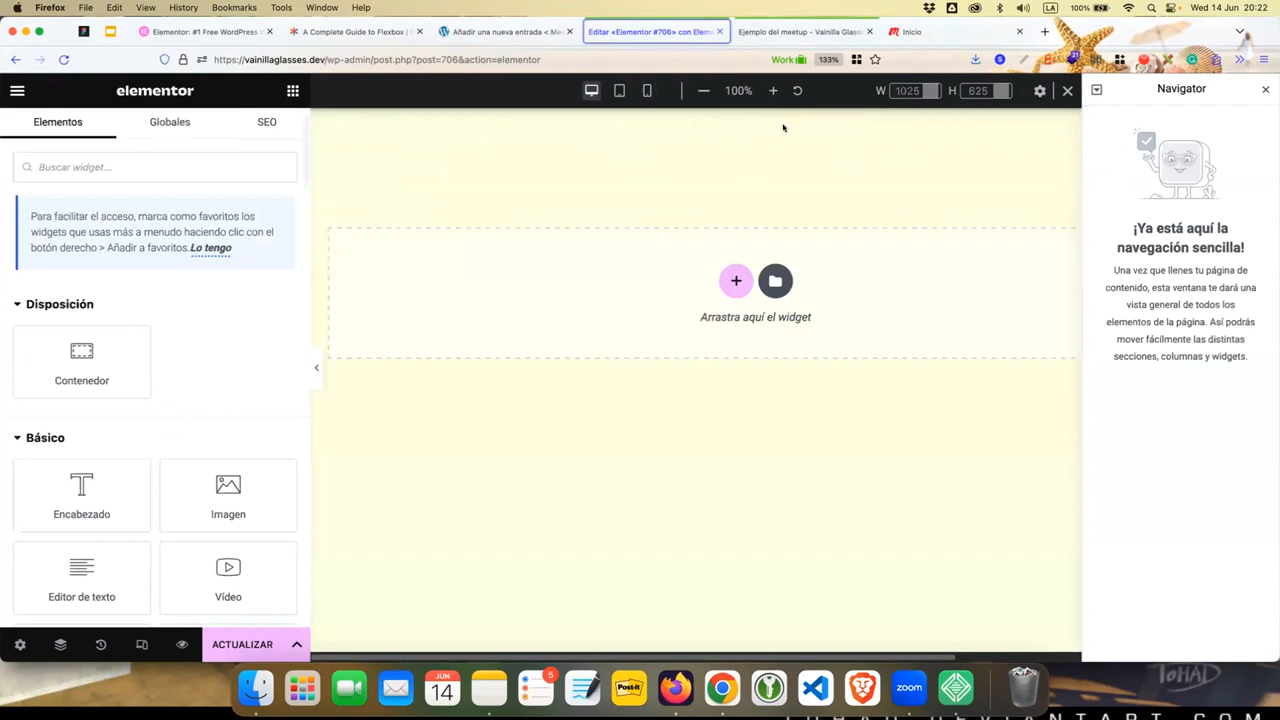 Firefox File Edit View History Bookmarks Tools Window Help
LA 100% Wed 14 Jun 20:22
Elementor: #1 Free WordPress
A Complete Guide to Flexbox
Añadir una nueva entrada < Me
Editar «Elementor #706» con Elem
Ejemplo del meetup - Vainilla Glass
Inicio
https://vainillaglasses.dev/wp-admin/post.php?post=706&action=elementor
Work
133%
elementor
100%
W 1025
H 625
Navigator
Elementos Globales SEO
Buscar widget...
Para facilitar el acceso, marca como favoritos los
widgets que usas más a menudo haciendo clic con el
botón derecho > Añadir a favoritos. Lo tengo
Disposición
Contenedor
Básico
Encabezado
Imagen
Editor de texto
Vídeo
ACTUALIZAR
Arrastra aquí el widget
¡Ya está aquí la
navegación sencilla!
Una vez que llenes tu página de
contenido, esta ventana te dará una
vista general de todos los
elementos de la página. Así podrás
mover fácilmente las distintas
secciones, columnas y widgets.
JUN
14
5
Post-it
zoom